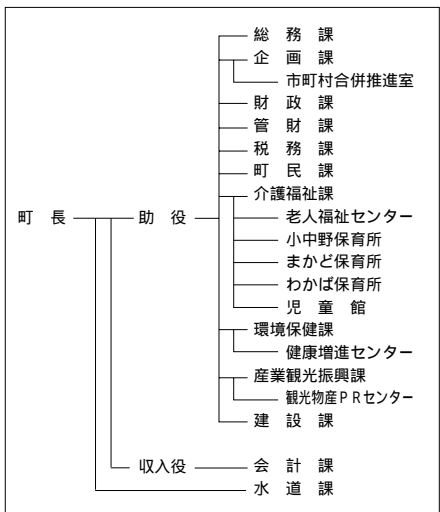 総務課
企画課
市町村合併推進室
財政課
管財課
税務課
町民課
介護福祉課
町長 助役 老人福祉センター
小中野保育所
まかど保育所
わかば保育所
児童館
環境保健課
健康増進センター
産業観光振興課
観光物産PRセンター
建設課
収入役 会計課
水道課